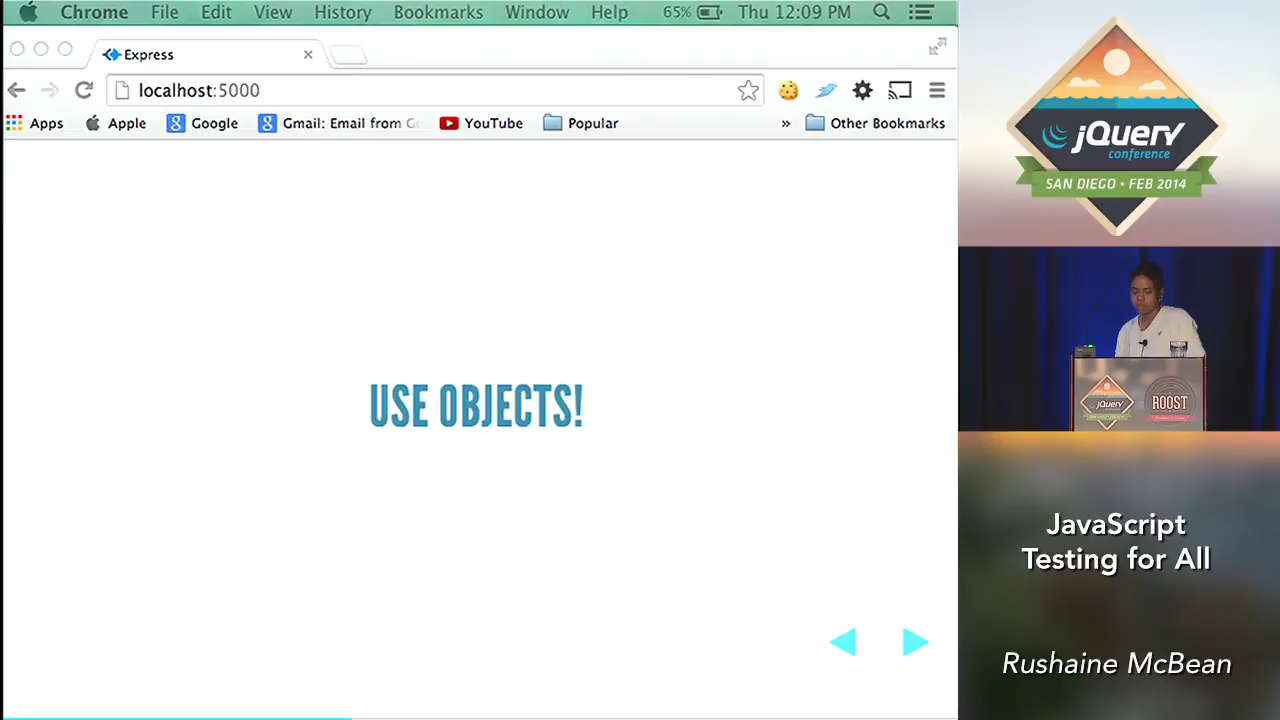 Chrome File Edit View History Bookmarks Window Help 65% Thu 12:09 PM
Express
localhost:5000
Apps Apple Google Gmail: Email from YouTube Popular » Other Bookmarks
USE OBJECTS!
jQuery
conference
SAN DIEGO • FEB 2014
jQuery
ROOST
JavaScript
Testing for All
Rushaine McBean